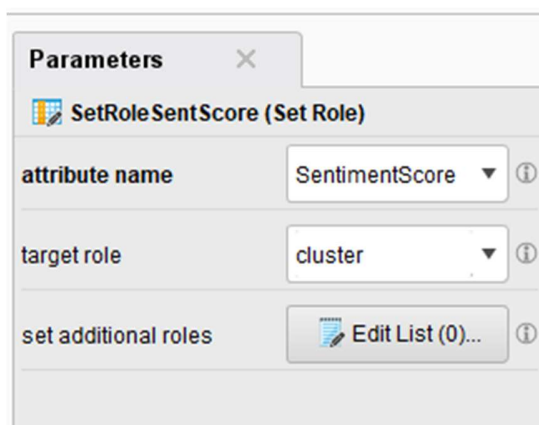 Parameters
SetRoleSentScore (Set Role)
attribute name SentimentScore
target role cluster
set additional roles Edit List (0)...